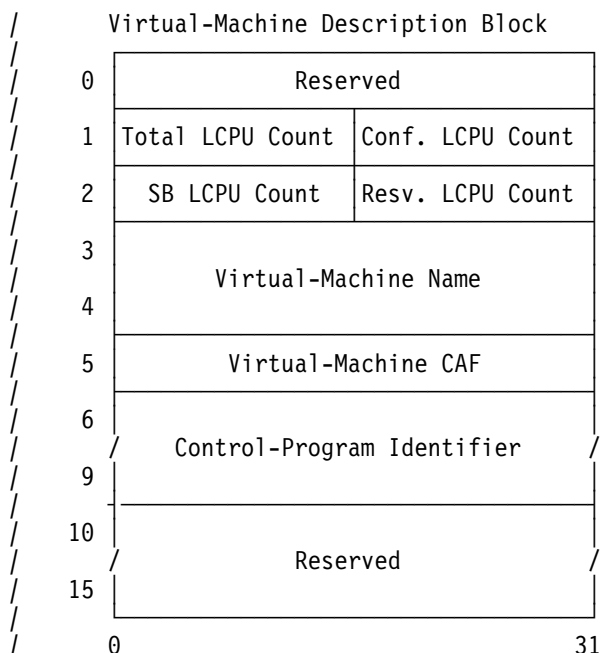 Virtual-Machine Description Block
0 Reserved
1 Total LCPU Count Conf. LCPU Count
2 SB LCPU Count Resv. LCPU Count
3
Virtual-Machine Name
4
5 Virtual-Machine CAF
6
/ Control-Program Identifier /
9
10
/ Reserved /
15
0 31